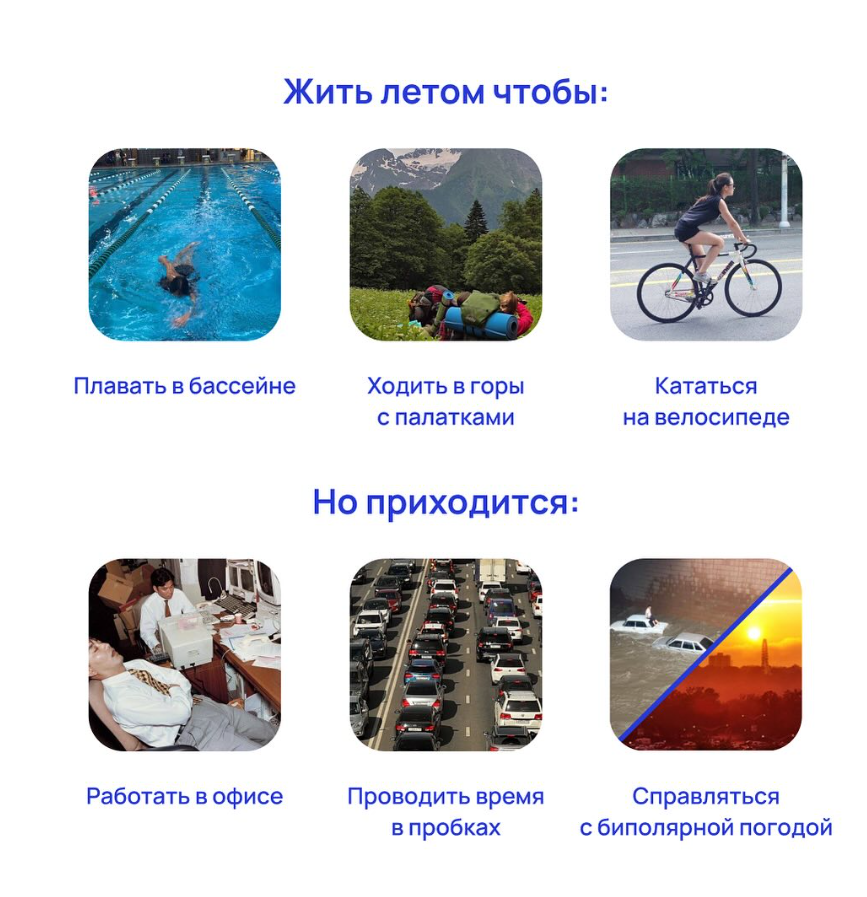 Жить летом чтобы:
Плавать в бассейне
Ходить в горы
с палатками
Кататься
на велосипеде
Но приходится:
Работать в офисе
Проводить время
в пробках
Справляться
с биполярной погодой